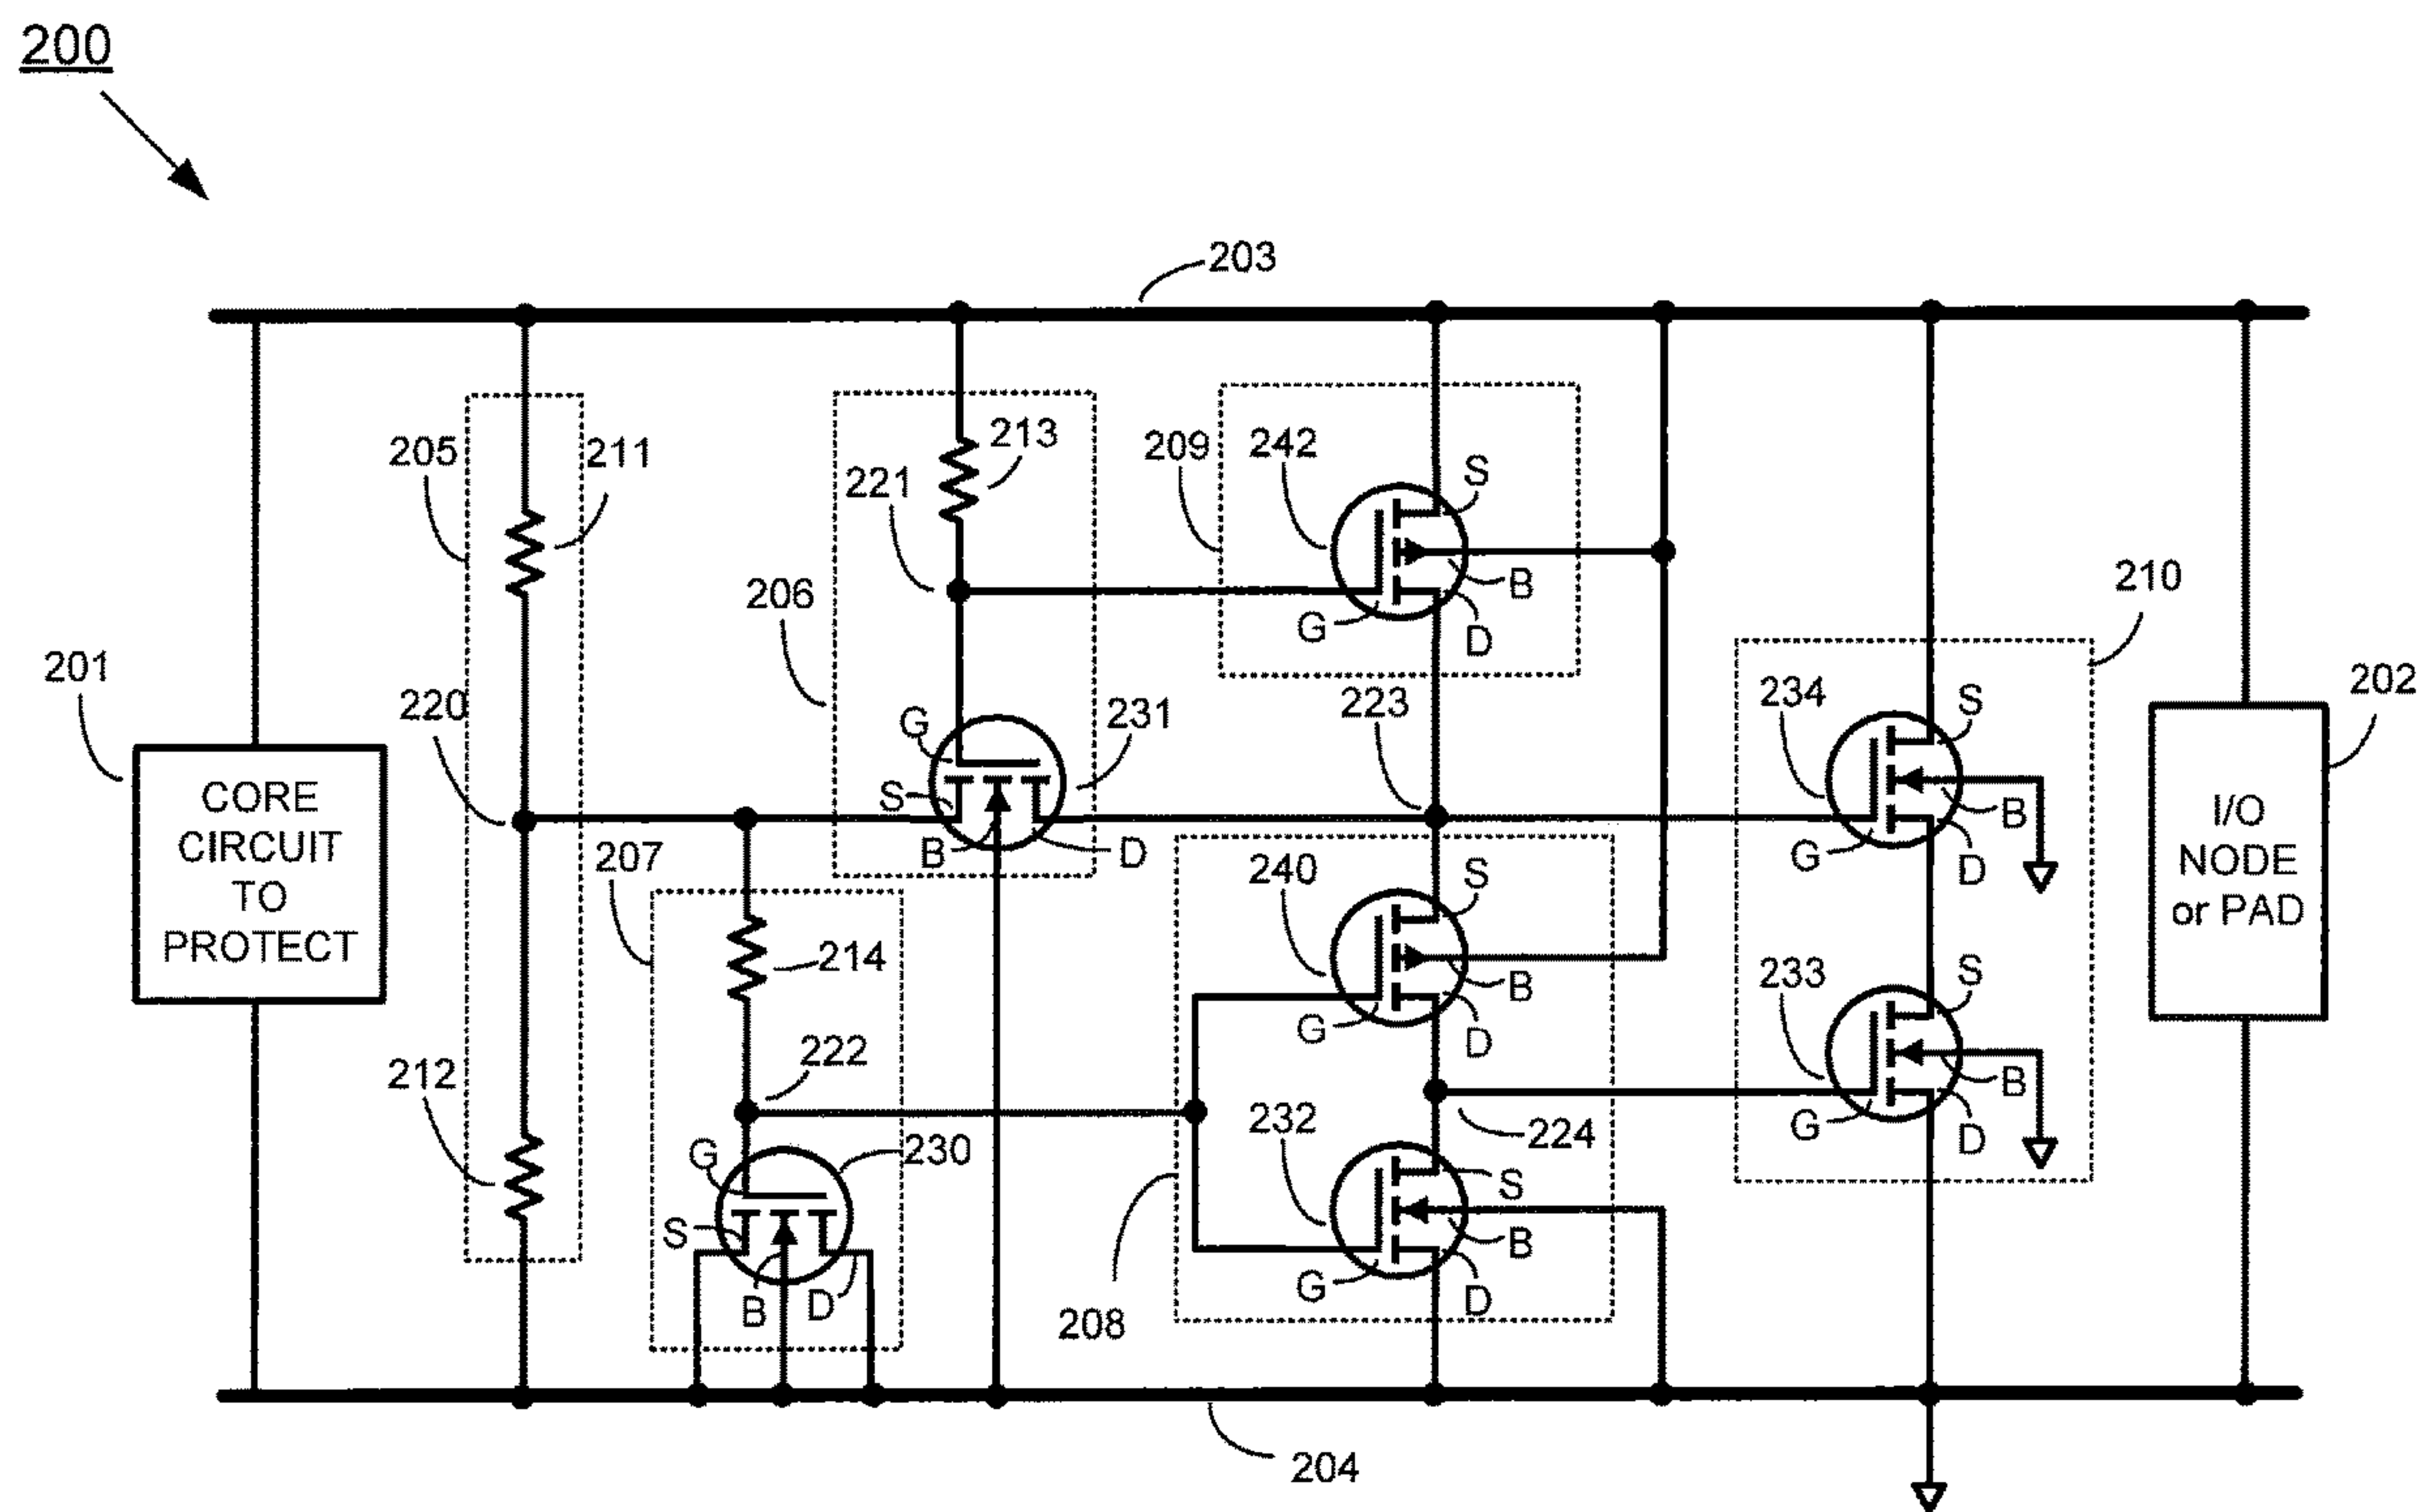 200
203
205
211
213
221
242
209
S
B
G
D
206
210
201
220
G
231
223
234
S
202
S
B
D
B
G
D
CORE
CIRCUIT
TO
PROTECT
I/O
NODE
or PAD
207
240
S
214
B
G
D
233
S
B
G
D
222
212
G
230
232
224
S
S
B
B
D
G
D
208
204